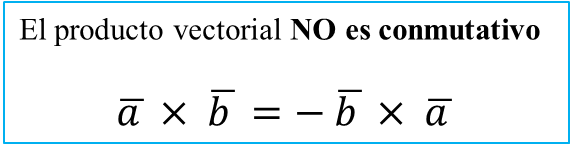 El producto vectorial NO es conmutativo
a̅ × b̅ = − b̅ × a̅